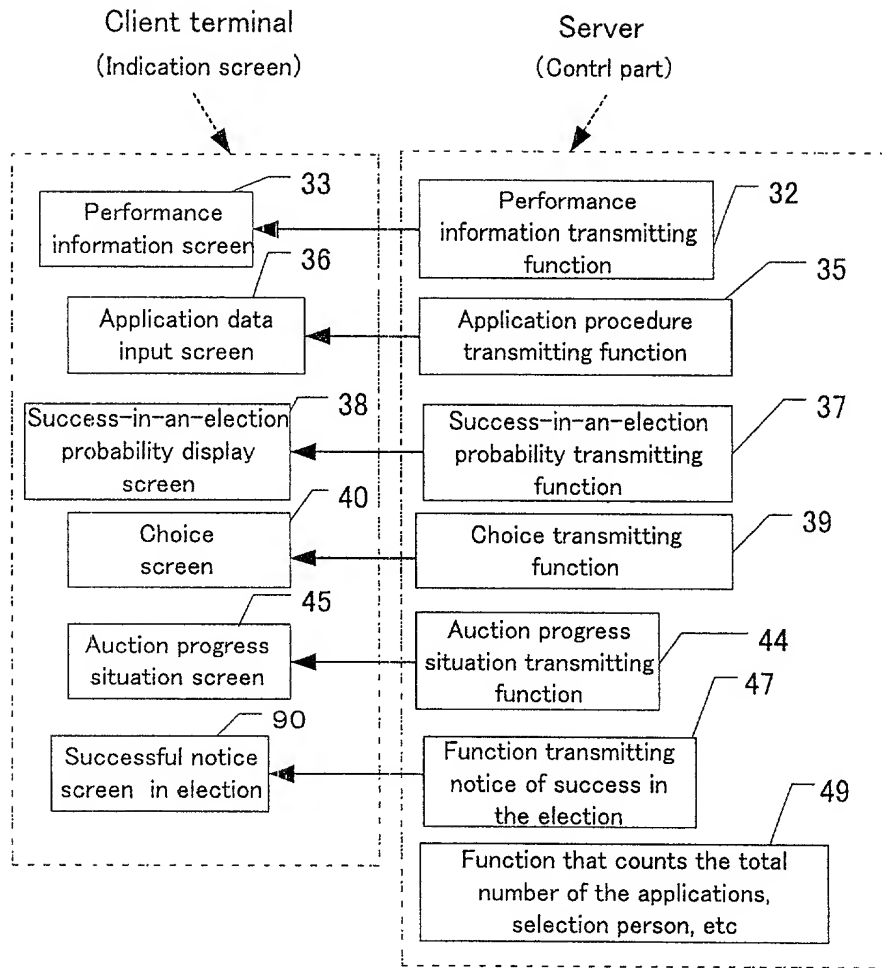 Client terminal
(Indication screen)
Server
(Contrl part)
33
Performance
information screen
32
Performance
information transmitting
function
36
Application data
input screen
35
Application procedure
transmitting function
38
Success-in-an-election
probability display
screen
37
Success-in-an-election
probability transmitting
function
40
Choice
screen
39
Choice transmitting
function
45
Auction progress
situation screen
44
Auction progress
situation transmitting
function
90
Successful notice
screen in election
47
Function transmitting
notice of success in
the election
49
Function that counts the total
number of the applications,
selection person, etc